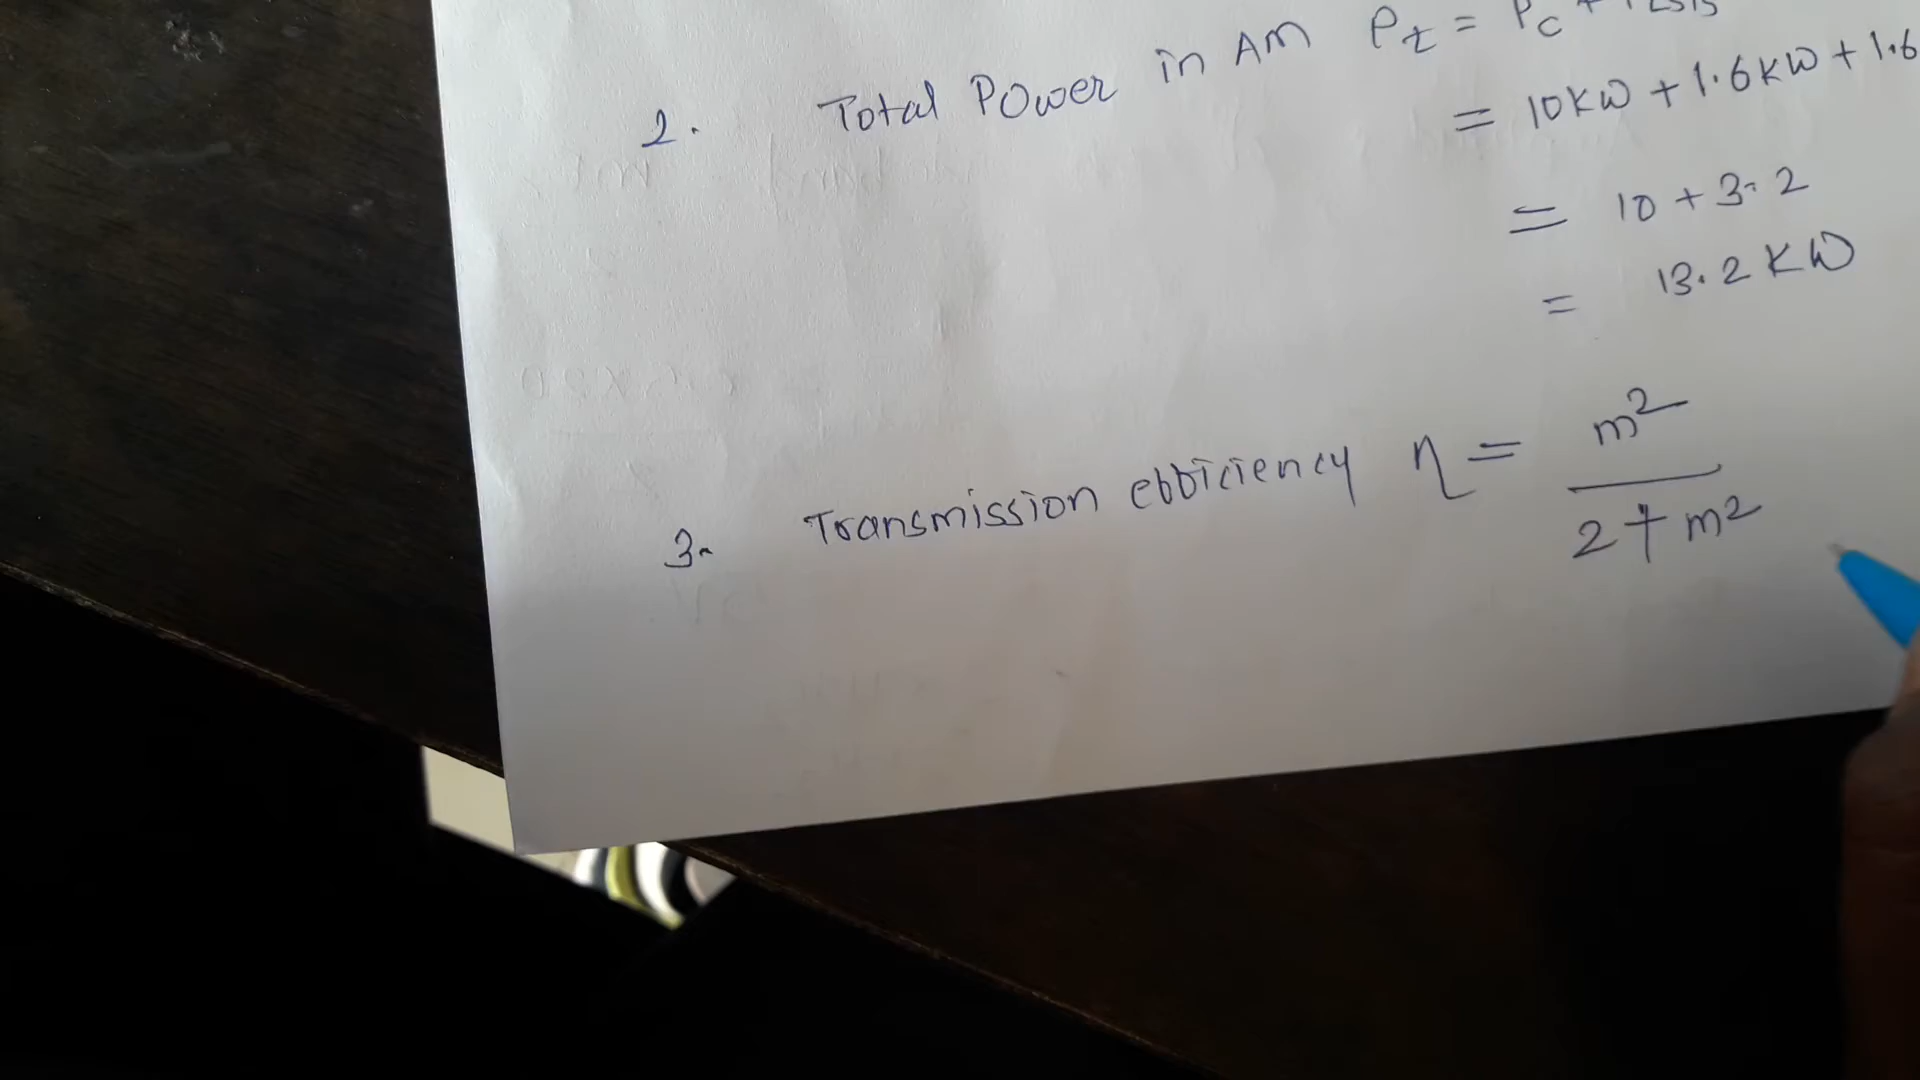 2. Total Power in AM Pt = Pc +
= 10KW + 1.6KW + 1.6
= 10 + 3.2
= 13.2 KW
3. Transmission efficiency η = m²
2 + m²